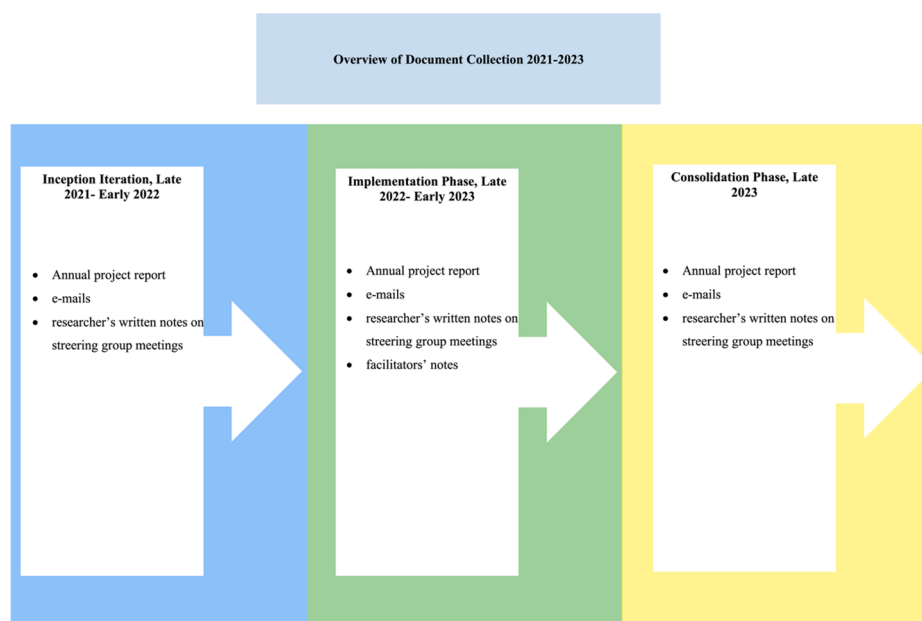 Overview of Document Collection 2021-2023
Inception Iteration, Late
2021- Early 2022
• Annual project report
• e-mails
• researcher’s written notes on
streering group meetings
Implementation Phase, Late
2022- Early 2023
• Annual project report
• e-mails
• researcher’s written notes on
streering group meetings
• facilitators’ notes
Consolidation Phase, Late
2023
• Annual project report
• e-mails
• researcher’s written notes on
streering group meetings